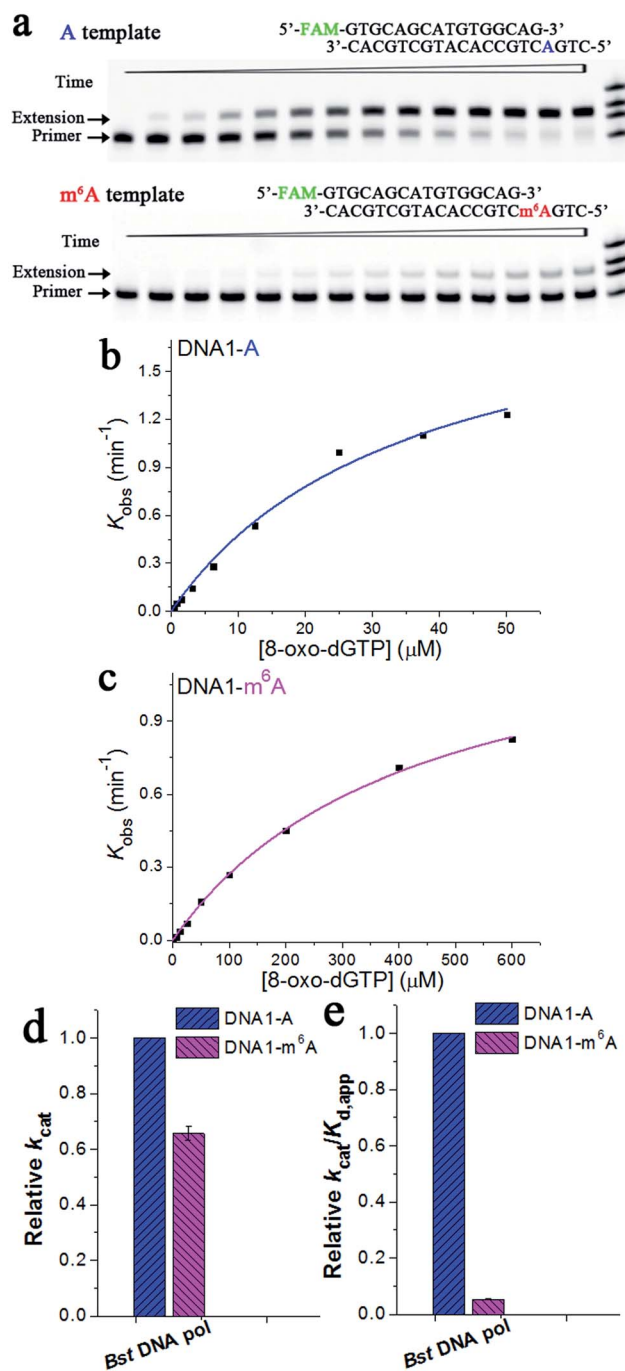 a
A template
5'-FAM-GTGCAGCATGTGGCAG-3'
3'-CACGTCGTACACCGTCAGTC-5'
Time
Extension
Primer
m⁶A template
5'-FAM-GTGCAGCATGTGGCAG-3'
3'-CACGTCGTACACCGTCm⁶AGTC-5'
Time
Extension
Primer
b
DNA1-A
1.5
1.2
0.9
0.6
0.3
0.0
K_obs (min⁻¹)
0 10 20 30 40 50
[8-oxo-dGTP] (μM)
c
DNA1-m⁶A
0.9
0.6
0.3
0.0
K_obs (min⁻¹)
0 100 200 300 400 500 600
[8-oxo-dGTP] (μM)
d
DNA1-A
DNA1-m⁶A
1.0
0.8
0.6
0.4
0.2
0.0
Relative k_cat
Bst DNA pol
e
DNA1-A
DNA1-m⁶A
1.0
0.8
0.6
0.4
0.2
0.0
Relative k_cat/K_d,app
Bst DNA pol